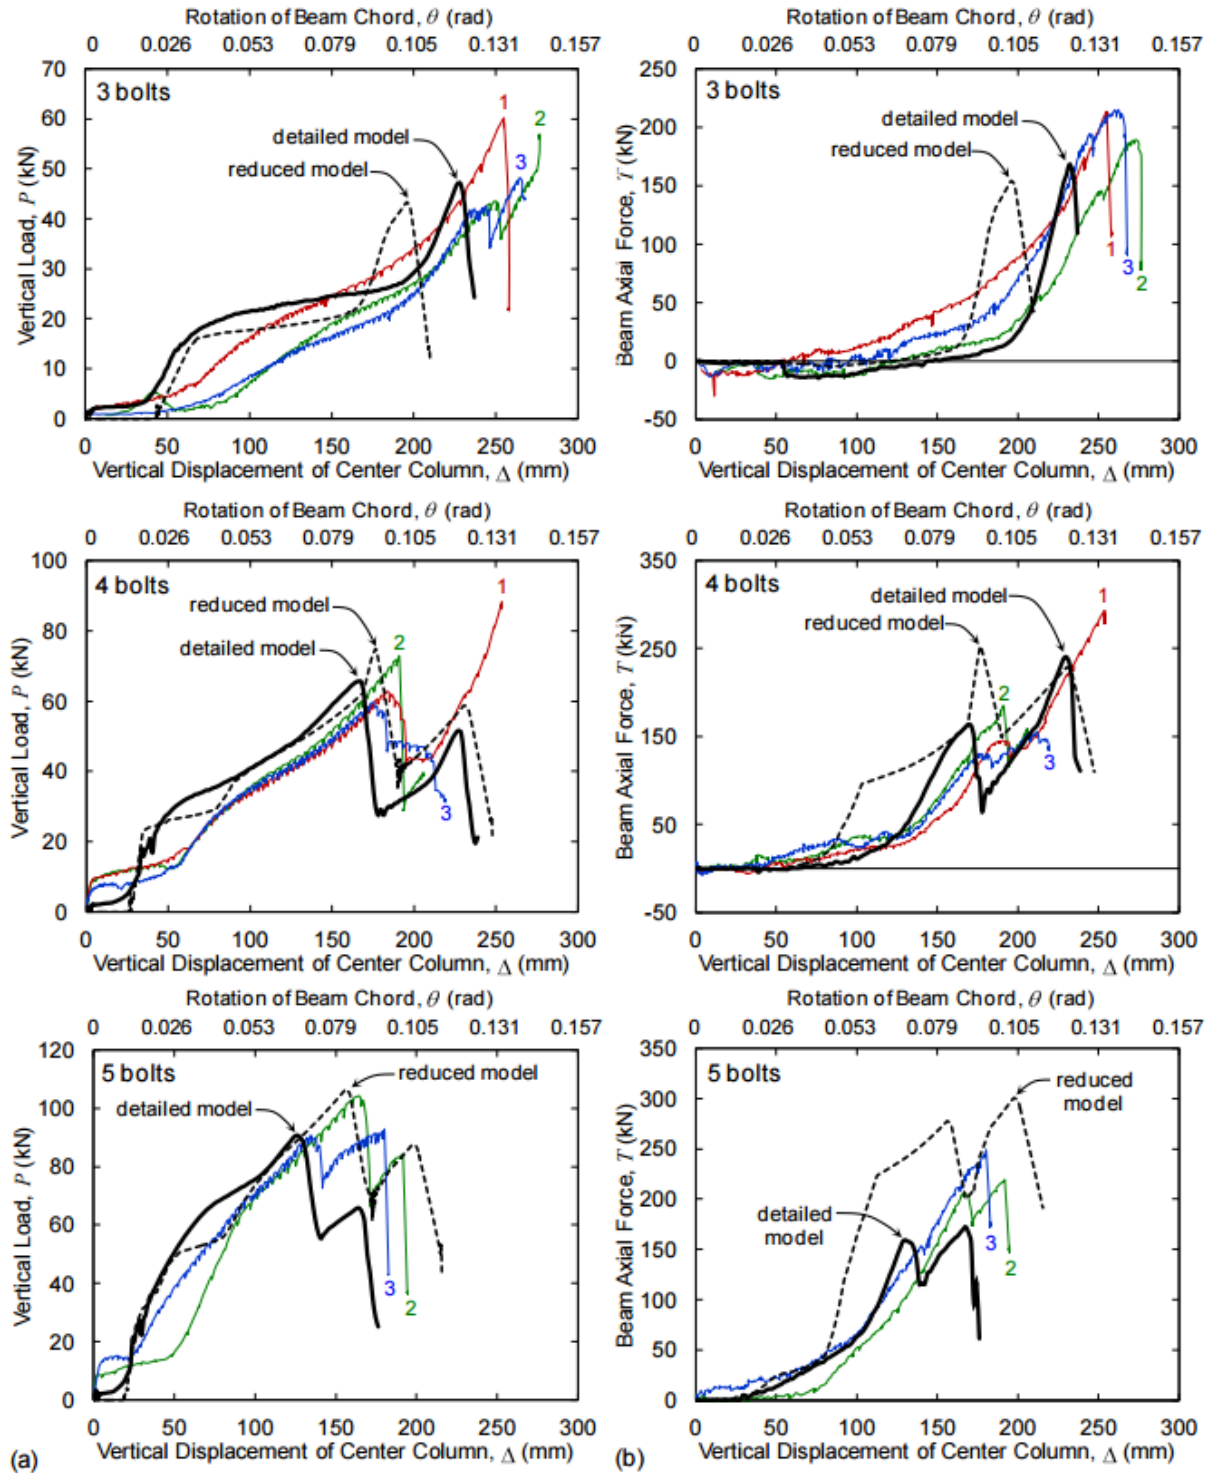 Rotation of Beam Chord, θ (rad)
0 0.026 0.053 0.079 0.105 0.131 0.157
70
60
50
40
30
20
10
0
Vertical Load, P (kN)
3 bolts
detailed model
reduced model
1
2
3
0 50 100 150 200 250 300
Vertical Displacement of Center Column, Δ (mm)
Rotation of Beam Chord, θ (rad)
0 0.026 0.053 0.079 0.105 0.131 0.157
250
200
150
100
50
0
-50
Beam Axial Force, T (kN)
3 bolts
detailed model
reduced model
1
3
2
0 50 100 150 200 250 300
Vertical Displacement of Center Column, Δ (mm)
Rotation of Beam Chord, θ (rad)
0 0.026 0.053 0.079 0.105 0.131 0.157
100
80
60
40
20
0
Vertical Load, P (kN)
4 bolts
reduced model
detailed model
1
2
3
0 50 100 150 200 250 300
Vertical Displacement of Center Column, Δ (mm)
Rotation of Beam Chord, θ (rad)
0 0.026 0.053 0.079 0.105 0.131 0.157
350
250
150
50
-50
Beam Axial Force, T (kN)
4 bolts
detailed model
reduced model
1
2
3
0 50 100 150 200 250 300
Vertical Displacement of Center Column, Δ (mm)
Rotation of Beam Chord, θ (rad)
0 0.026 0.053 0.079 0.105 0.131 0.157
120
100
80
60
40
20
0
Vertical Load, P (kN)
5 bolts
reduced model
detailed model
3
2
0 50 100 150 200 250 300
Vertical Displacement of Center Column, Δ (mm)
(a)
Rotation of Beam Chord, θ (rad)
0 0.026 0.053 0.079 0.105 0.131 0.157
350
300
250
200
150
100
50
0
Beam Axial Force, T (kN)
5 bolts
reduced
model
detailed
model
3
2
0 50 100 150 200 250 300
Vertical Displacement of Center Column, Δ (mm)
(b)